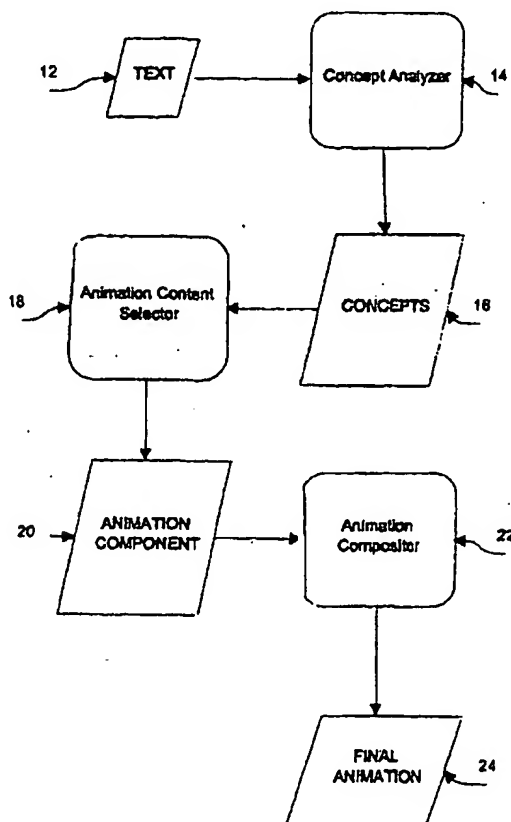 12
TEXT
Concept Analyzer
14
18
Animation Content
Selector
CONCEPTS
16
20
ANIMATION
COMPONENT
Animation
Compositer
22
FINAL
ANIMATION
24